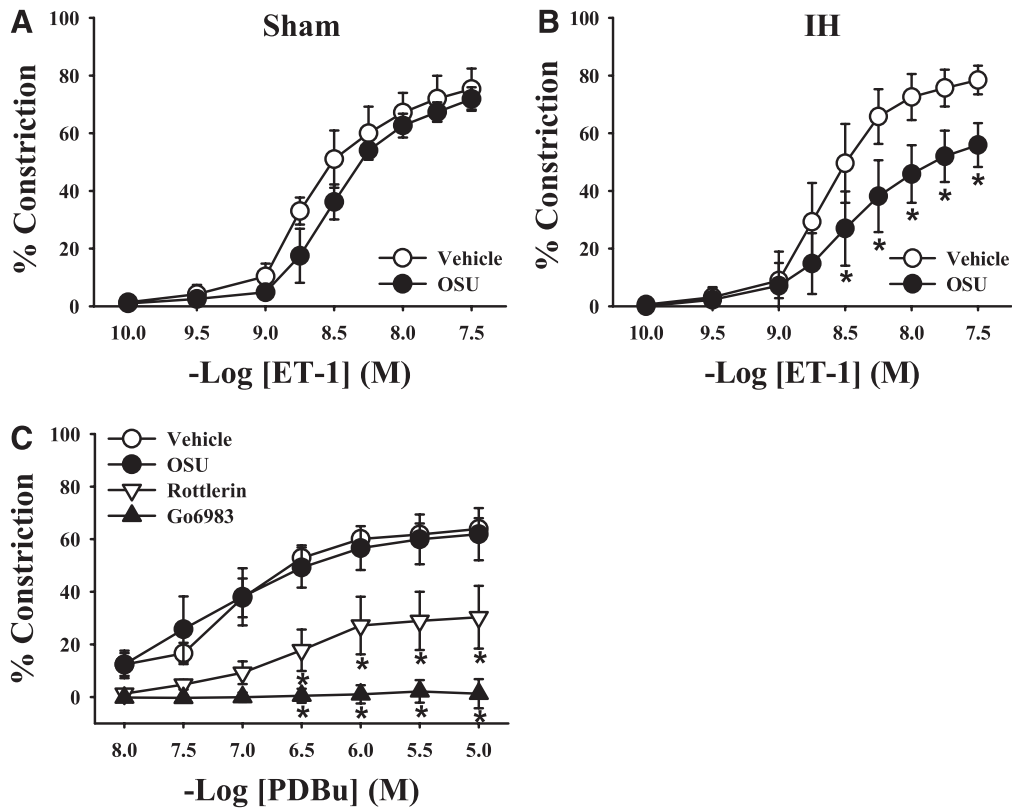 A
Sham
100
80
60
40
20
0
% Constriction
Vehicle
OSU
10.0 9.5 9.0 8.5 8.0 7.5
-Log [ET-1] (M)
B
IH
100
80
60
40
20
0
% Constriction
Vehicle
OSU
* * * * *
10.0 9.5 9.0 8.5 8.0 7.5
-Log [ET-1] (M)
C
100
80
60
40
20
0
% Constriction
Vehicle
OSU
Rottlerin
Go6983
* * * *
* * * *
8.0 7.5 7.0 6.5 6.0 5.5 5.0
-Log [PDBu] (M)